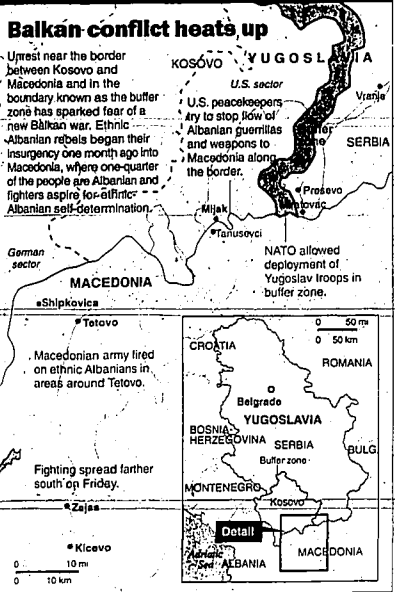 Balkan conflict heats up
Unrest near the border
between Kosovo and
Macedonia and in the
boundary known as the buffer
zone has sparked fear of a
new Balkan war. Ethnic
Albanian rebels began their
insurgency one month ago into
Macedonia, where one-quarter
of the people are Albanian and
fighters aspire for ethnic
Albanian self-determination.
KOSOVO
YUGOSLAVIA
U.S. sector
U.S. peacekeepers
try to stop flow of
Albanian guerrillas
and weapons to
Macedonia along
the border.
Vranje
SERBIA
Presevo
Mijak
Tanusevci
NATO allowed
deployment of
Yugoslav troops in
buffer zone.
German
sector
MACEDONIA
Shipkovica
Tetovo
Macedonian army fired
on ethnic Albanians in
areas around Tetovo.
Fighting spread farther
south on Friday.
Zajas
Kicevo
0 10 mi
0 10 km
0 50 mi
0 50 km
CROATIA
ROMANIA
Belgrade
YUGOSLAVIA
BOSNIA-
HERZEGOVINA
SERBIA
Buffer zone
BULG.
MONTENEGRO
Kosovo
Detail
Adriatic
Sea
ALBANIA
MACEDONIA